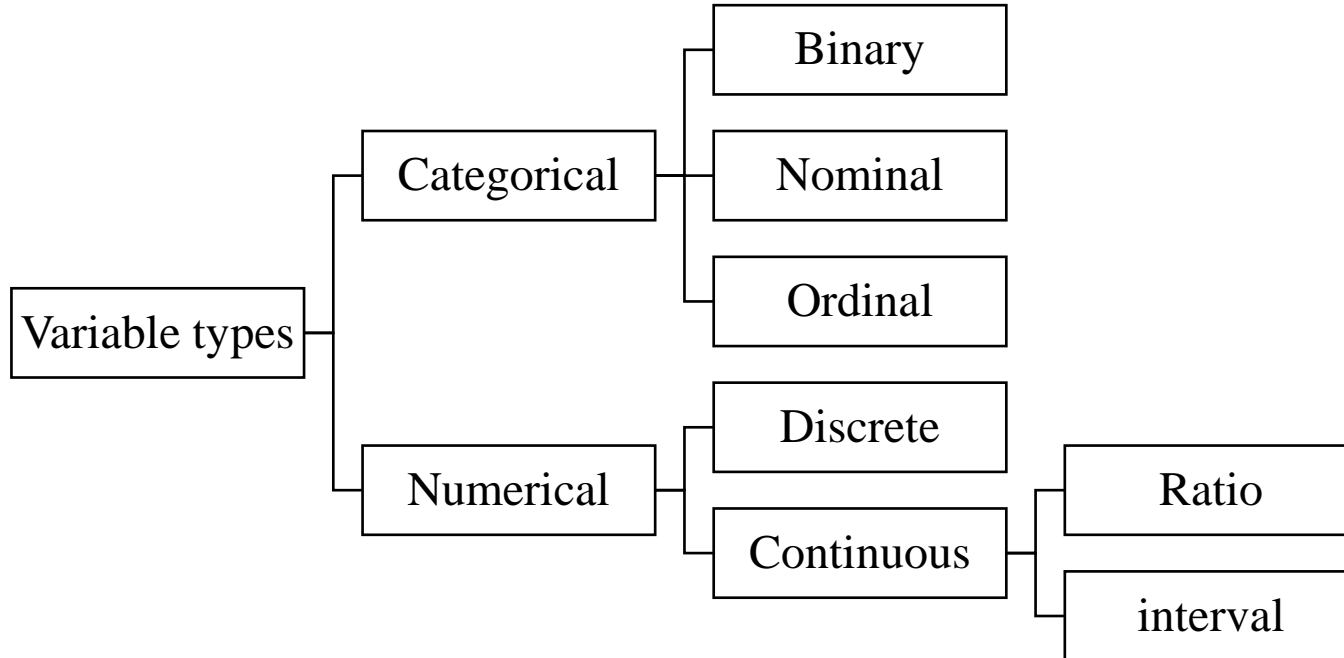 Variable types
Categorical
Binary
Nominal
Ordinal
Numerical
Discrete
Continuous
Ratio
interval